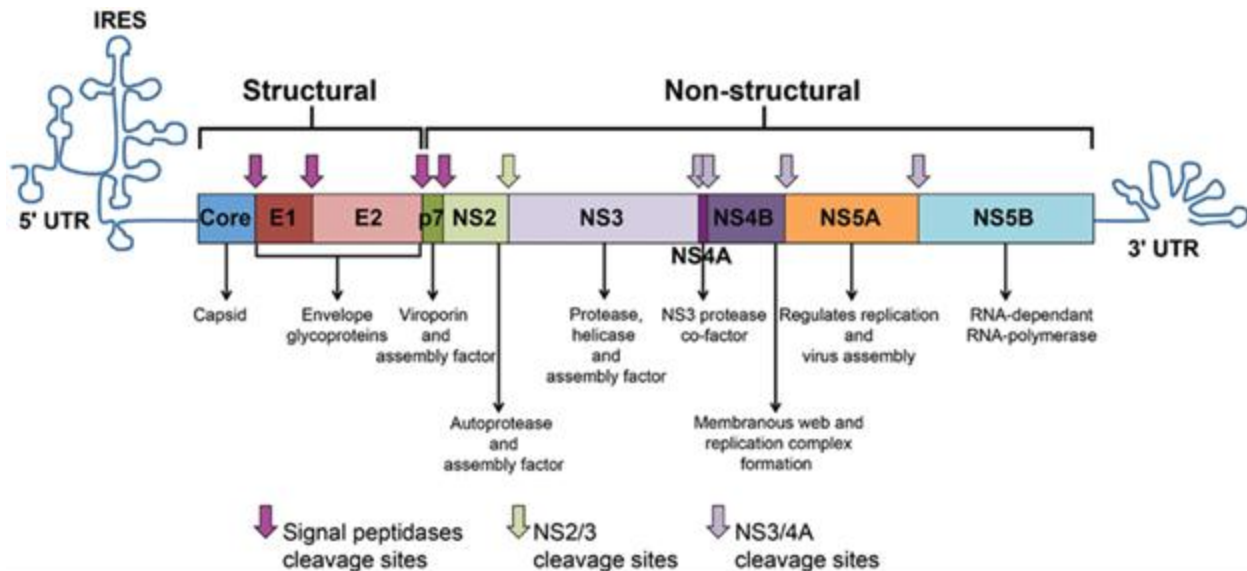 IRES
Structural
Non-structural
5' UTR
Core
E1
E2
p7
NS2
NS3
NS4A
NS4B
NS5A
NS5B
3' UTR
Capsid
Envelope
glycoproteins
Viroporin
and
assembly factor
Autoprotease
and
assembly factor
Protease,
helicase
and
assembly factor
NS3 protease
co-factor
Membranous web and
replication complex
formation
Regulates replication
and
virus assembly
RNA-dependant
RNA-polymerase
Signal peptidases
cleavage sites
NS2/3
cleavage sites
NS3/4A
cleavage sites